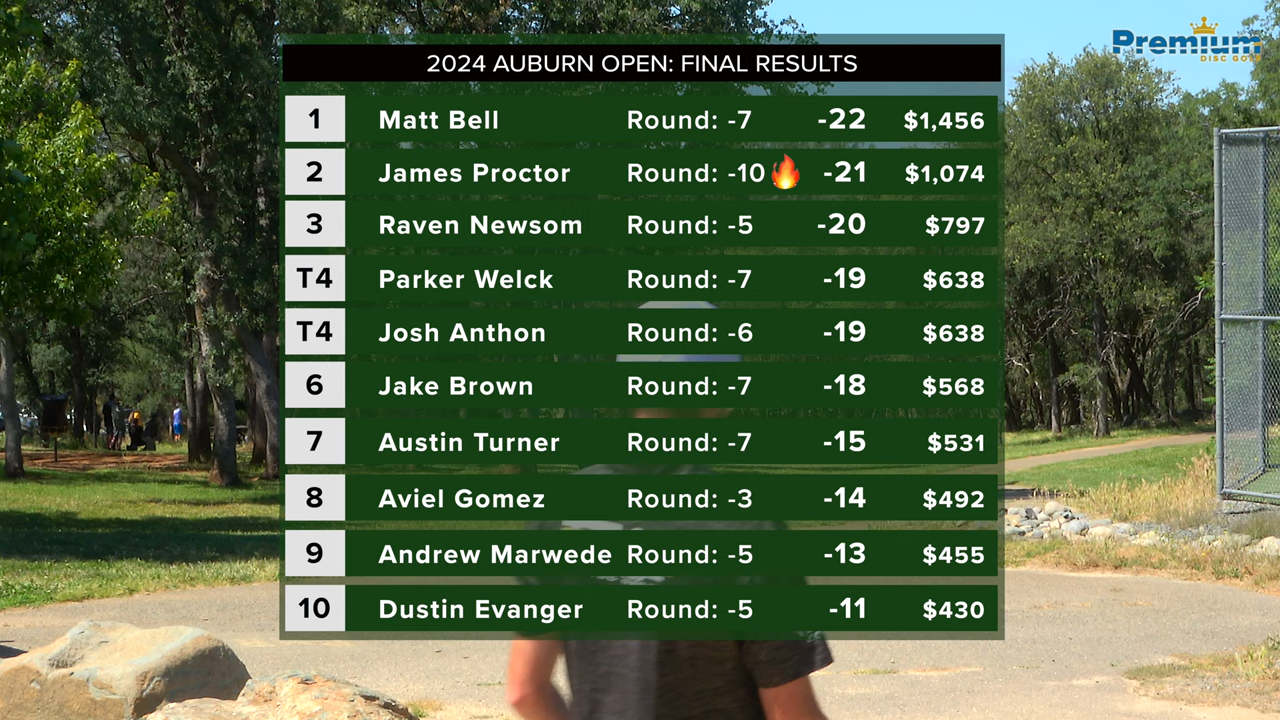 Premium
DISC GOLF
2024 AUBURN OPEN: FINAL RESULTS
1 Matt Bell Round: -7 -22 $1,456
2 James Proctor Round: -10🔥 -21 $1,074
3 Raven Newsom Round: -5 -20 $797
T4 Parker Welck Round: -7 -19 $638
T4 Josh Anthon Round: -6 -19 $638
6 Jake Brown Round: -7 -18 $568
7 Austin Turner Round: -7 -15 $531
8 Aviel Gomez Round: -3 -14 $492
9 Andrew Marwede Round: -5 -13 $455
10 Dustin Evanger Round: -5 -11 $430